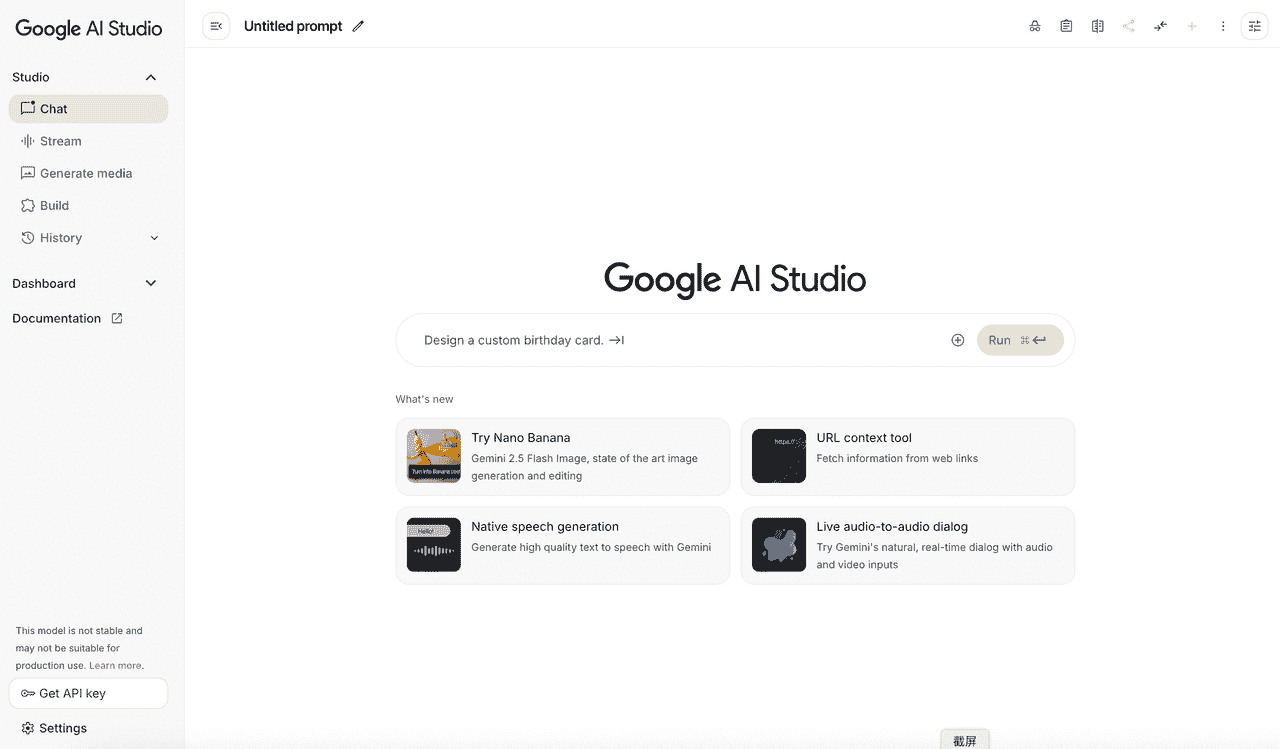 Google AI Studio
Untitled prompt
Studio
Chat
Stream
Generate media
Build
History
Dashboard
Documentation
Google AI Studio
Design a custom birthday card.
Run ⌘
What's new
Try Nano Banana
Gemini 2.5 Flash Image, state of the art image
generation and editing
Turn into Banana
URL context tool
Fetch information from web links
https://
Native speech generation
Generate high quality text to speech with Gemini
Hello!
Live audio-to-audio dialog
Try Gemini's natural, real-time dialog with audio
and video inputs
This model is not stable and
may not be suitable for
production use. Learn more.
Get API key
Settings
截屏